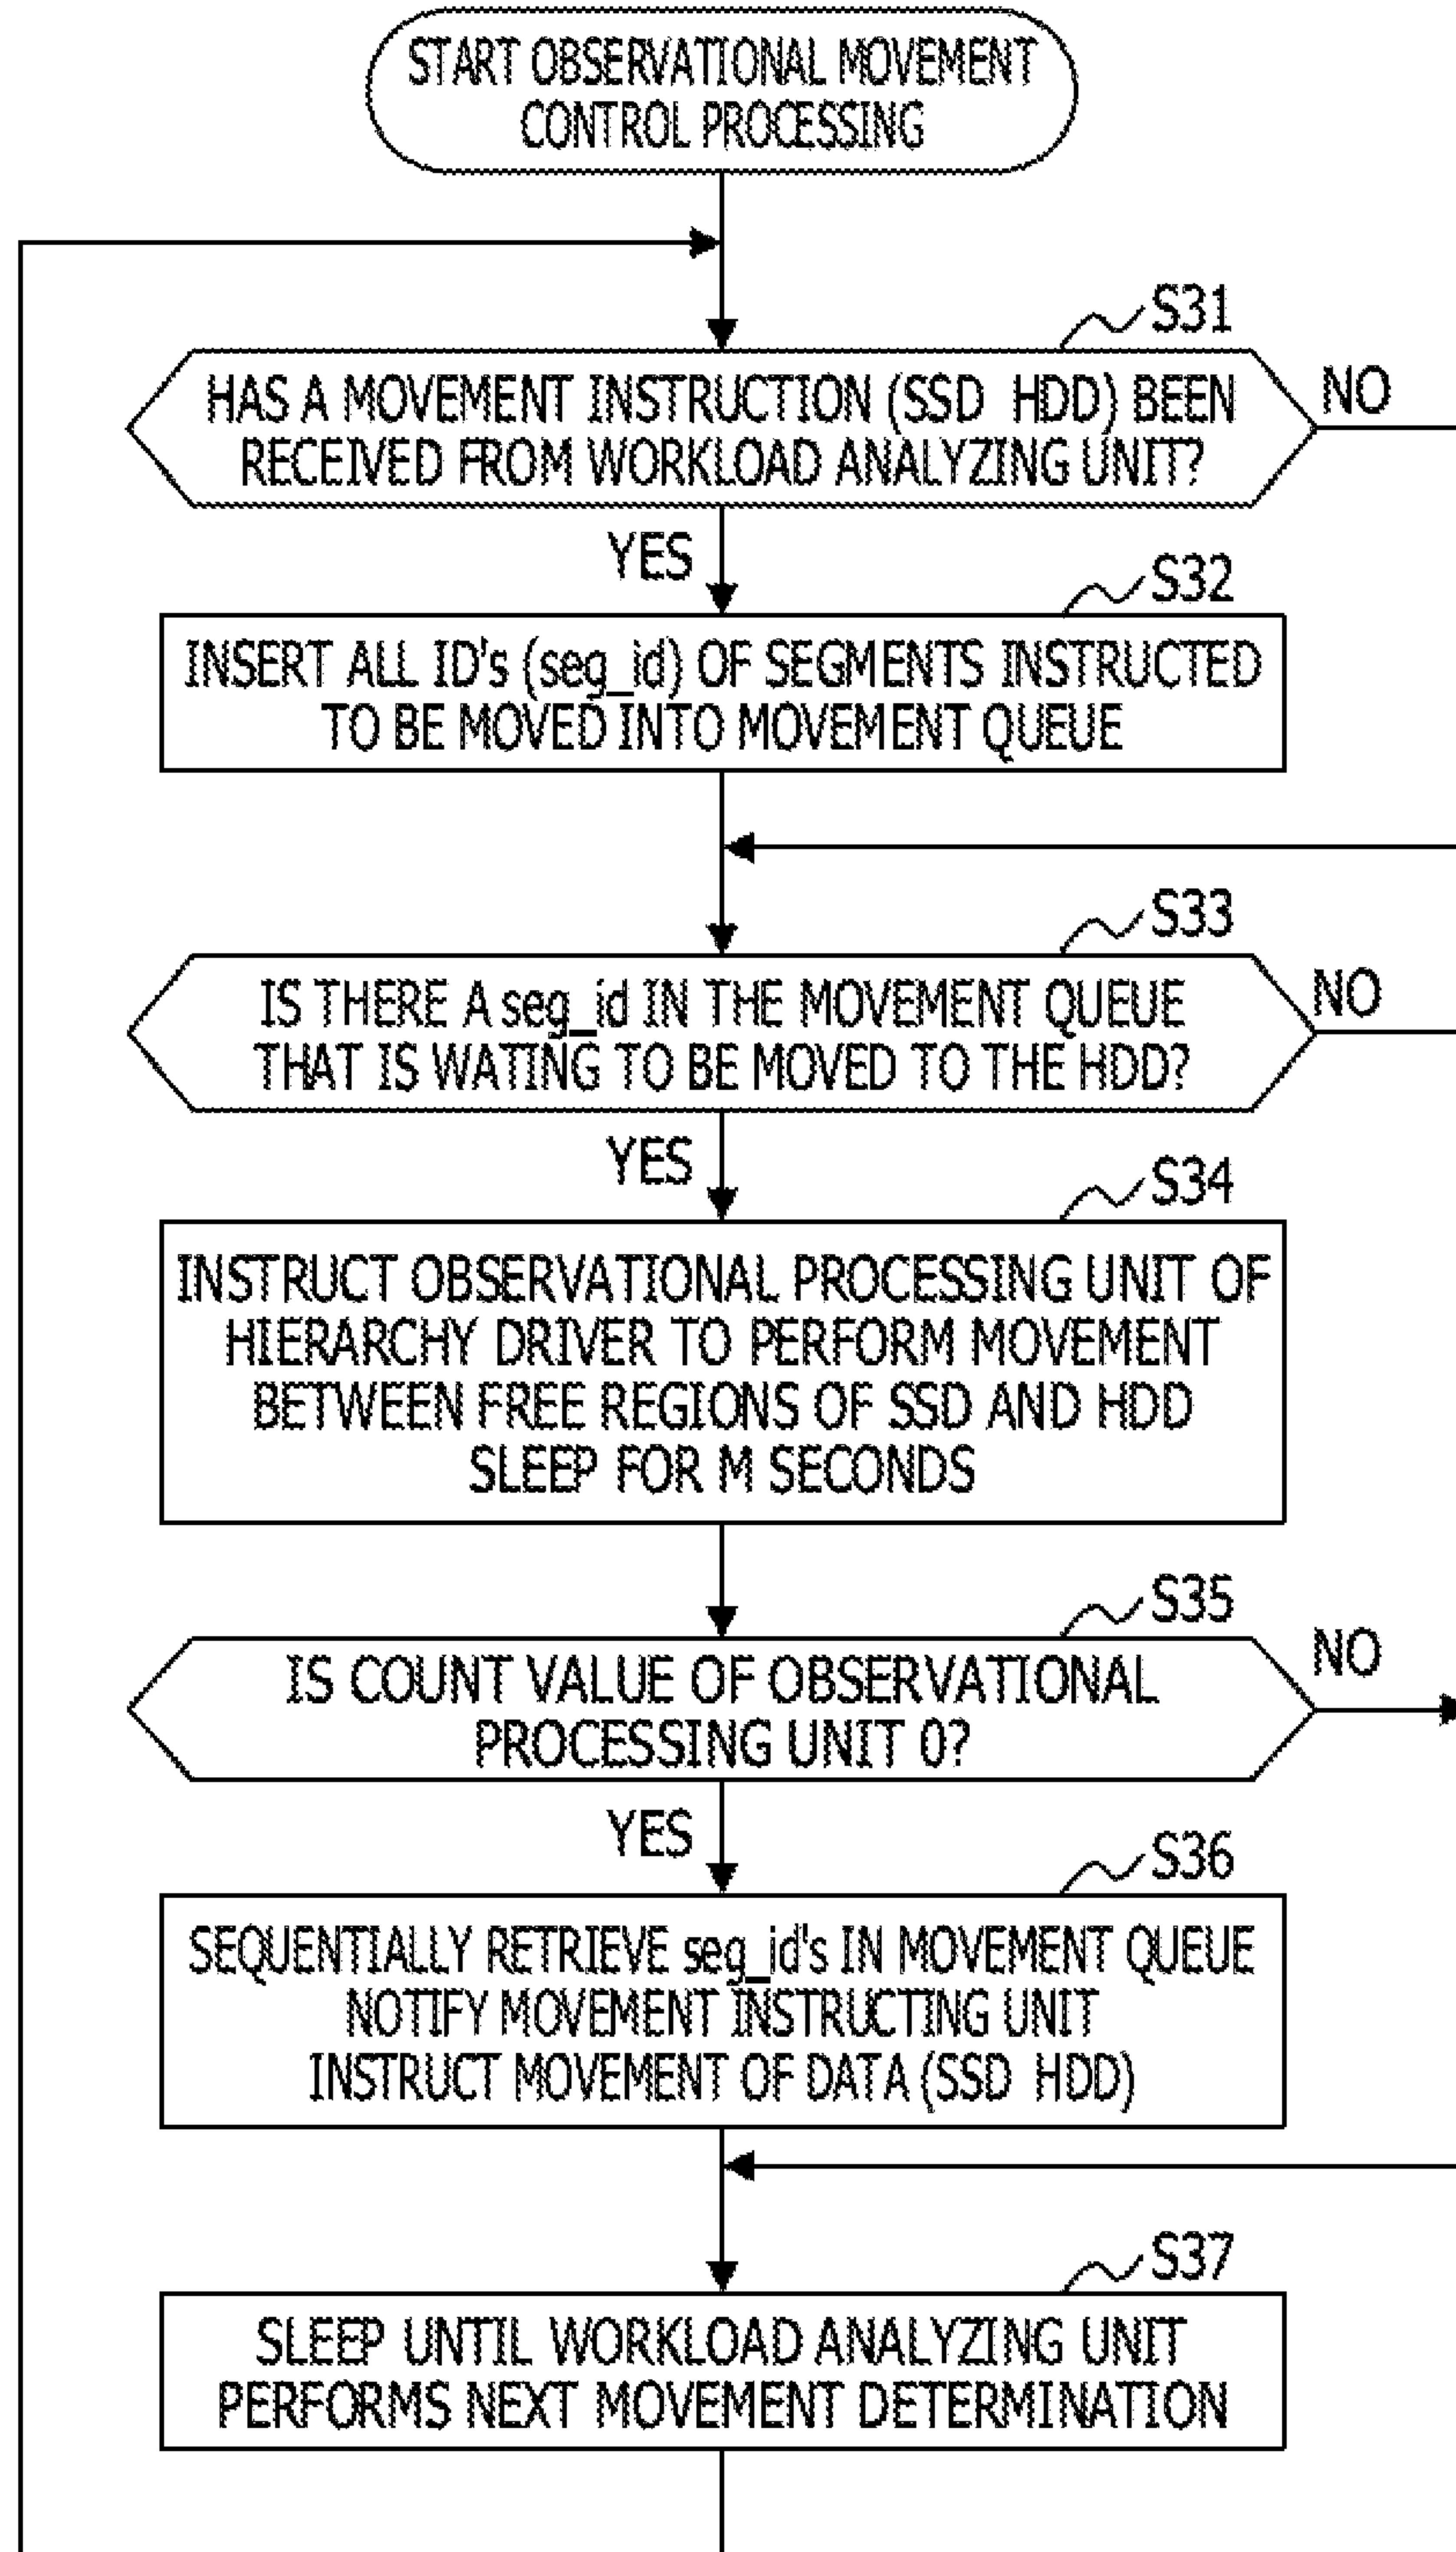 START OBSERVATIONAL MOVEMENT
CONTROL PROCESSING
S31
HAS A MOVEMENT INSTRUCTION (SSD HDD) BEEN
RECEIVED FROM WORKLOAD ANALYZING UNIT?
NO
YES
S32
INSERT ALL ID's (seg_id) OF SEGMENTS INSTRUCTED
TO BE MOVED INTO MOVEMENT QUEUE
S33
IS THERE A seg_id IN THE MOVEMENT QUEUE
THAT IS WATING TO BE MOVED TO THE HDD?
NO
YES
S34
INSTRUCT OBSERVATIONAL PROCESSING UNIT OF
HIERARCHY DRIVER TO PERFORM MOVEMENT
BETWEEN FREE REGIONS OF SSD AND HDD
SLEEP FOR M SECONDS
S35
IS COUNT VALUE OF OBSERVATIONAL
PROCESSING UNIT 0?
NO
YES
S36
SEQUENTIALLY RETRIEVE seg_id's IN MOVEMENT QUEUE
NOTIFY MOVEMENT INSTRUCTING UNIT
INSTRUCT MOVEMENT OF DATA (SSD HDD)
S37
SLEEP UNTIL WORKLOAD ANALYZING UNIT
PERFORMS NEXT MOVEMENT DETERMINATION